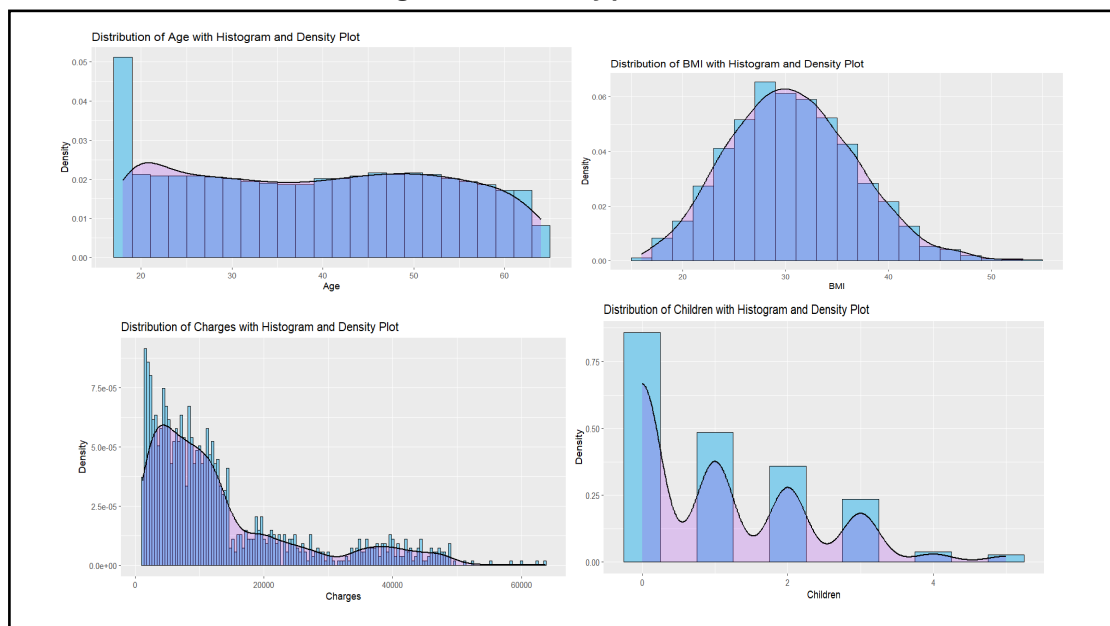 Distribution of Age with Histogram and Density Plot
0.05
0.04
0.03
0.02
0.01
0.00
Density
20
30
40
50
60
Age
Distribution of BMI with Histogram and Density Plot
0.06
0.04
0.02
0.00
Density
20
30
40
50
BMI
Distribution of Charges with Histogram and Density Plot
7.5e-05
5.0e-05
2.5e-05
0.0e+00
Density
0
20000
40000
60000
Charges
Distribution of Children with Histogram and Density Plot
0.75
0.50
0.25
0.00
Density
0
2
4
Children